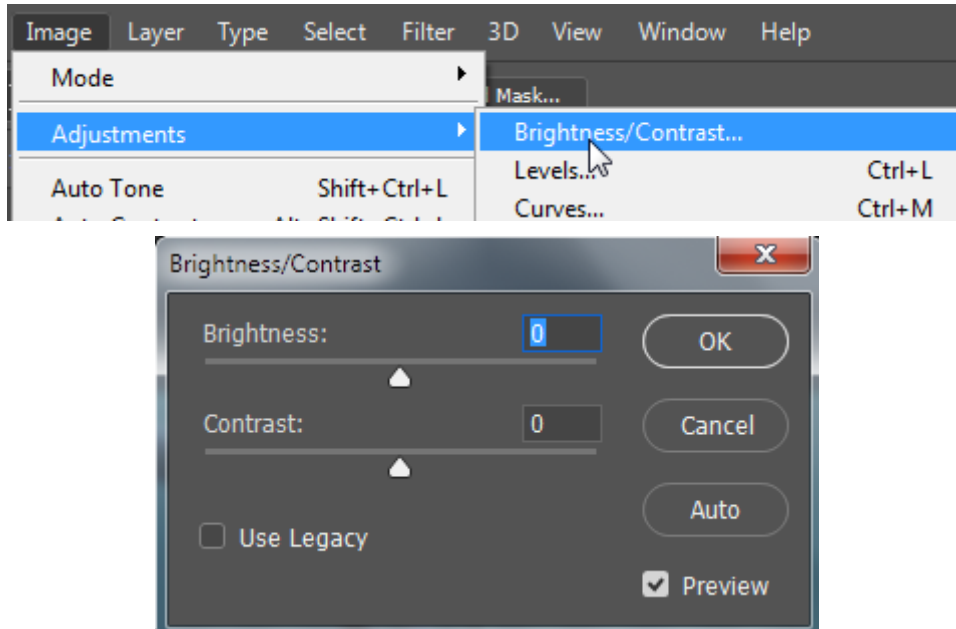 Image Layer Type Select Filter 3D View Window Help
Mode
Mask...
Adjustments
Brightness/Contrast...
Levels... Ctrl+L
Auto Tone Shift+Ctrl+L
Curves... Ctrl+M
Brightness/Contrast
Brightness: 0
OK
Contrast: 0
Cancel
Auto
Use Legacy
Preview